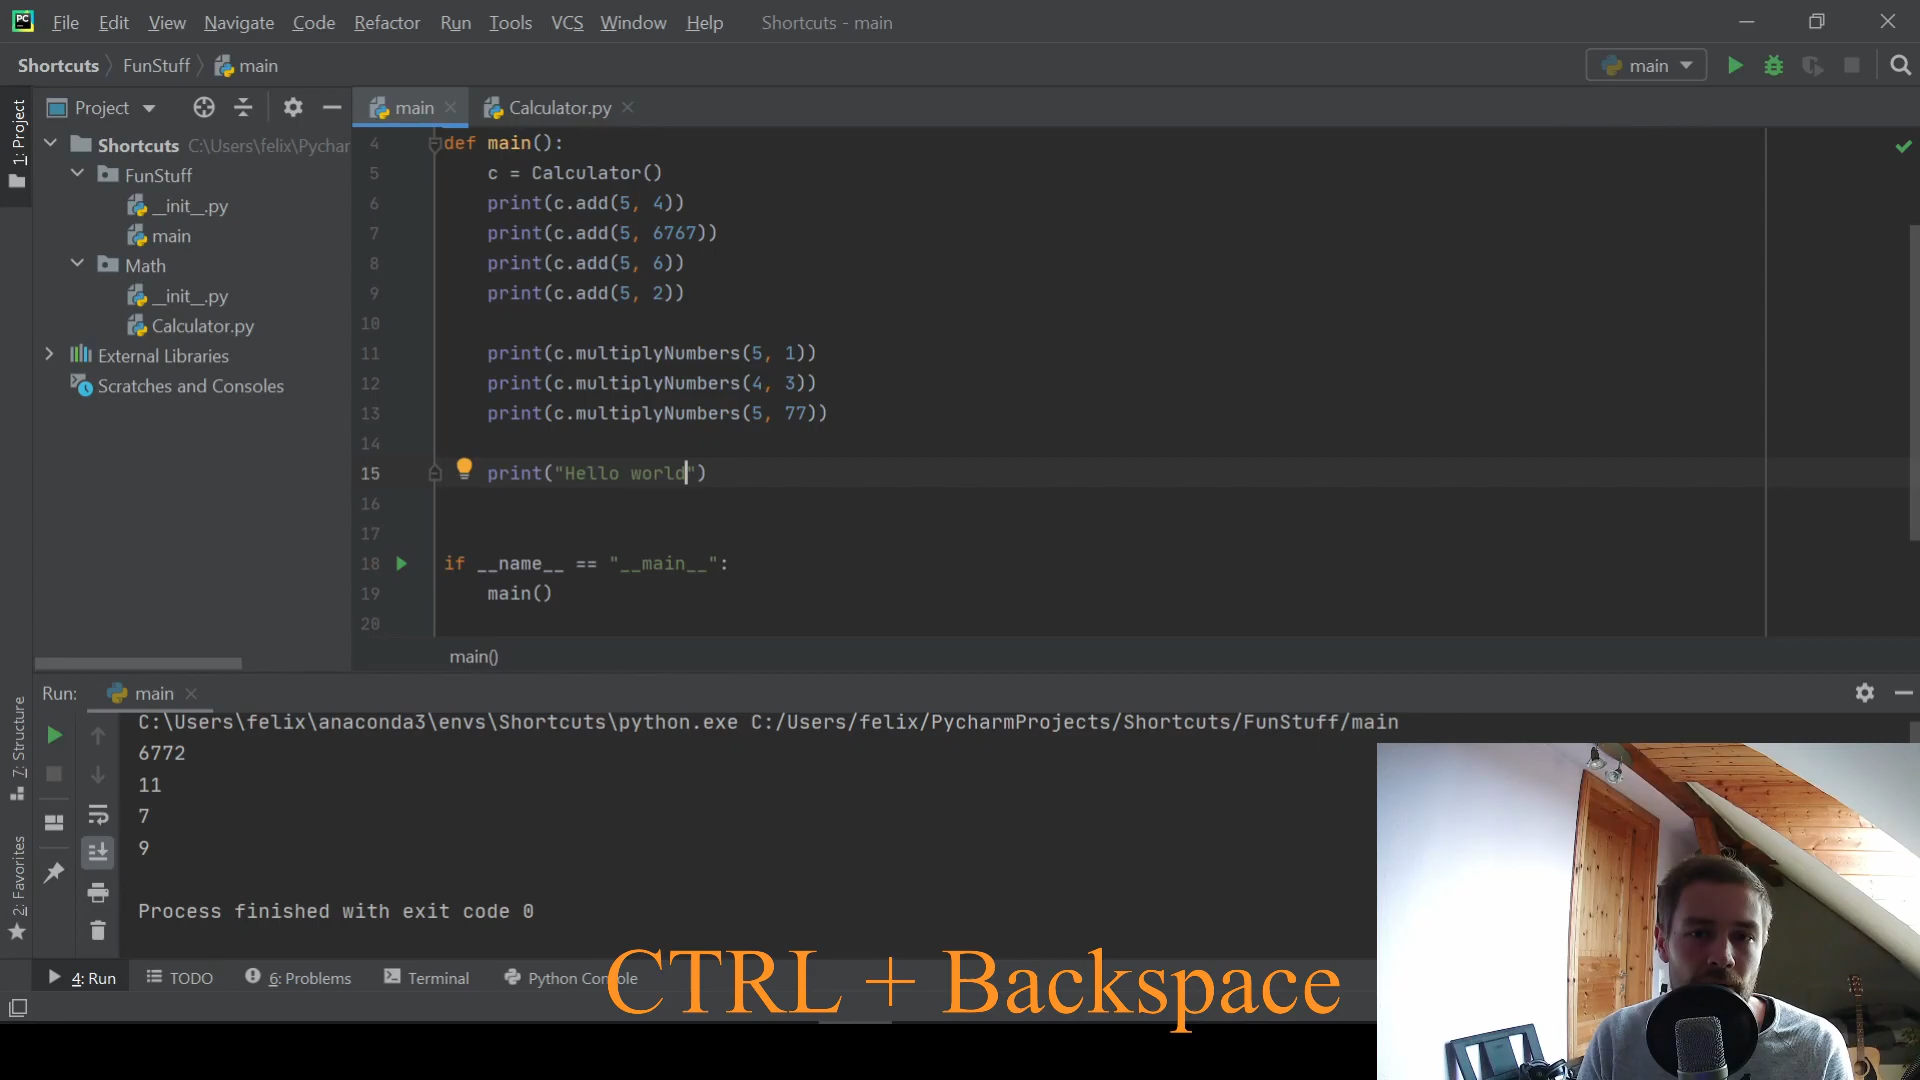 PC File Edit View Navigate Code Refactor Run Tools VCS Window Help Shortcuts - main
Shortcuts FunStuff main
main
1: Project
Project
main Calculator.py
Shortcuts C:\Users\felix\Pychar
FunStuff
__init__.py
main
Math
__init__.py
Calculator.py
External Libraries
Scratches and Consoles
4 def main():
5 c = Calculator()
6 print(c.add(5, 4))
7 print(c.add(5, 6767))
8 print(c.add(5, 6))
9 print(c.add(5, 2))
10
11 print(c.multiplyNumbers(5, 1))
12 print(c.multiplyNumbers(4, 3))
13 print(c.multiplyNumbers(5, 77))
14
15 print("Hello world")
16
17
18 if __name__ == "__main__":
19 main()
20
main()
7: Structure
2: Favorites
Run: main
C:\Users\felix\anaconda3\envs\Shortcuts\python.exe C:/Users/felix/PycharmProjects/Shortcuts/FunStuff/main
6772
11
7
9
Process finished with exit code 0
4: Run TODO 6: Problems Terminal Python Console
CTRL + Backspace